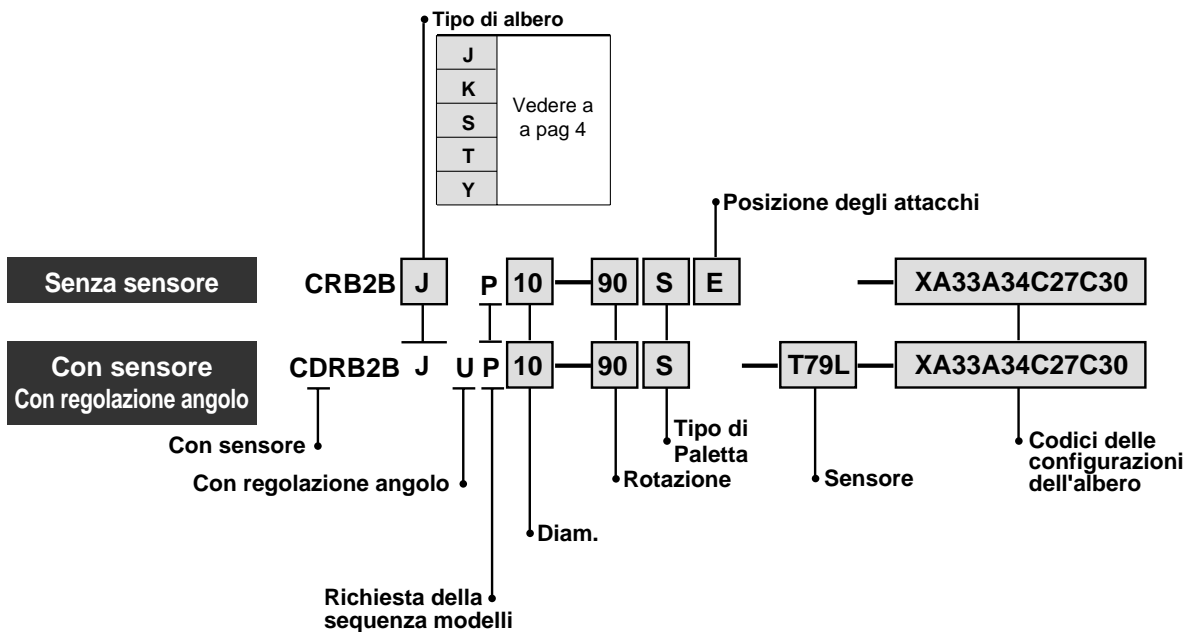 Tipo di albero
J
K
S
T
Y
Vedere a
a pag 4
Posizione degli attacchi
Senza sensore
CRB2B J P 10 — 90 S E — XA33A34C27C30
Con sensore
Con regolazione angolo
CDRB2B J U P 10 — 90 S — T79L — XA33A34C27C30
Con sensore
Con regolazione angolo
Tipo di
Paletta
Rotazione
Sensore
Codici delle
configurazioni
dell'albero
Diam.
Richiesta della
sequenza modelli